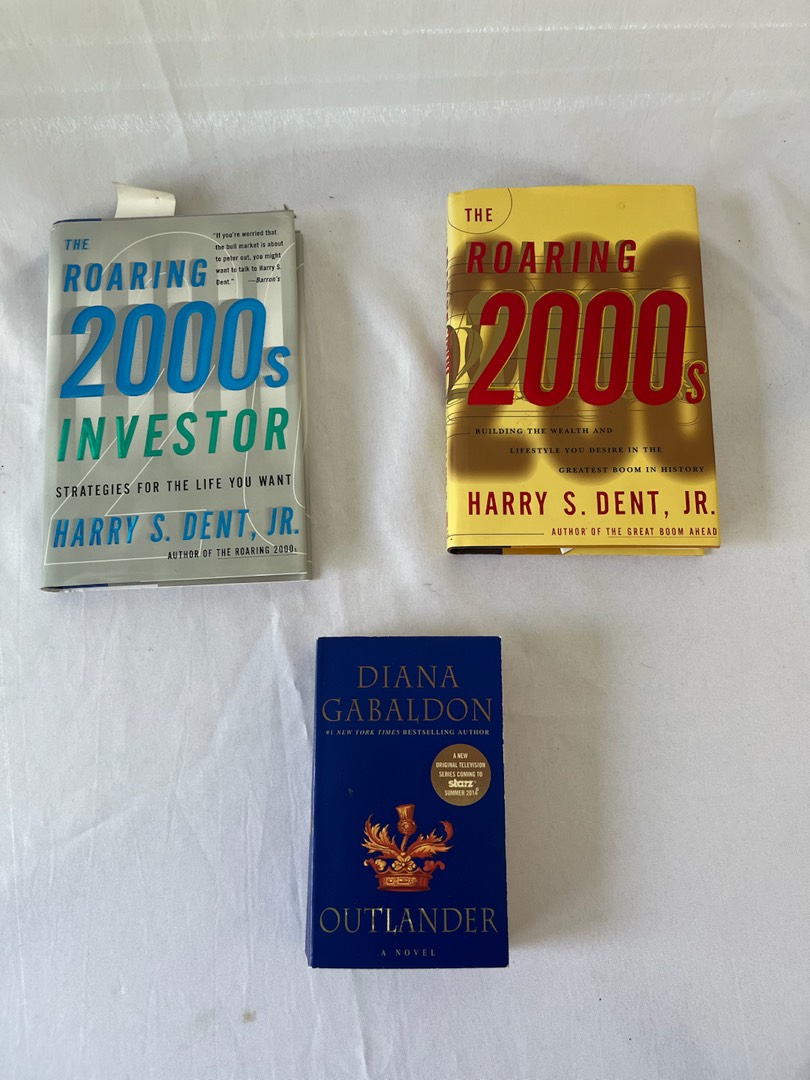 THE
ROARING
2000s
INVESTOR
"If you're worried that
the bull market is about
to peter out, you might
want to talk to Harry S.
Dent." —Barron's
STRATEGIES FOR THE LIFE YOU WANT
HARRY S. DENT, JR.
AUTHOR OF THE ROARING 2000s
THE
ROARING
2000s
BUILDING THE WEALTH AND
LIFESTYLE YOU DESIRE IN THE
GREATEST BOOM IN HISTORY
HARRY S. DENT, JR.
AUTHOR OF THE GREAT BOOM AHEAD
DIANA
GABALDON
#1 NEW YORK TIMES BESTSELLING AUTHOR
A NEW
ORIGINAL TELEVISION
SERIES COMING TO
starz
SUMMER
OUTLANDER
A NOVEL